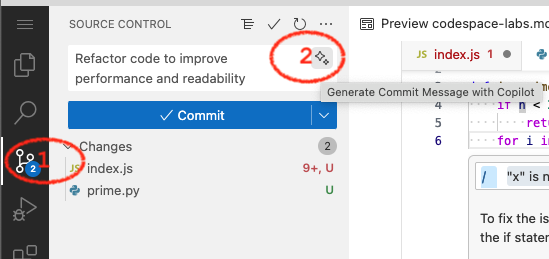 SOURCE CONTROL
Refactor code to improve
performance and readability
2
Generate Commit Message with Copilot
Commit
Changes 2
JS index.js 9+, U
prime.py U
1
2
Preview codespace-labs.md
JS index.js 1
4 if n < 
5 retu
6 for i in
/ "x" is n
To fix the is
the if stater